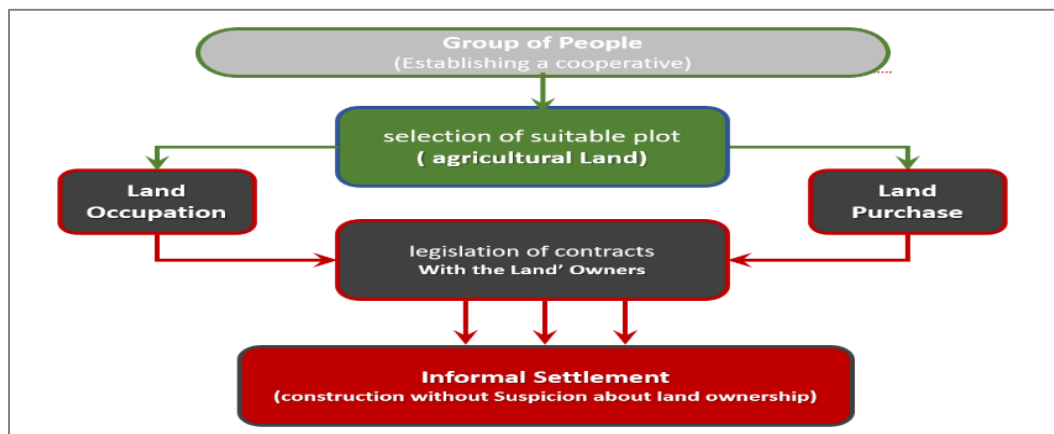 Group of People
(Establishing a cooperative)
selection of suitable plot
( agricultural Land)
Land
Occupation
Land
Purchase
legislation of contracts
With the Land’ Owners
Informal Settlement
(construction without Suspicion about land ownership)